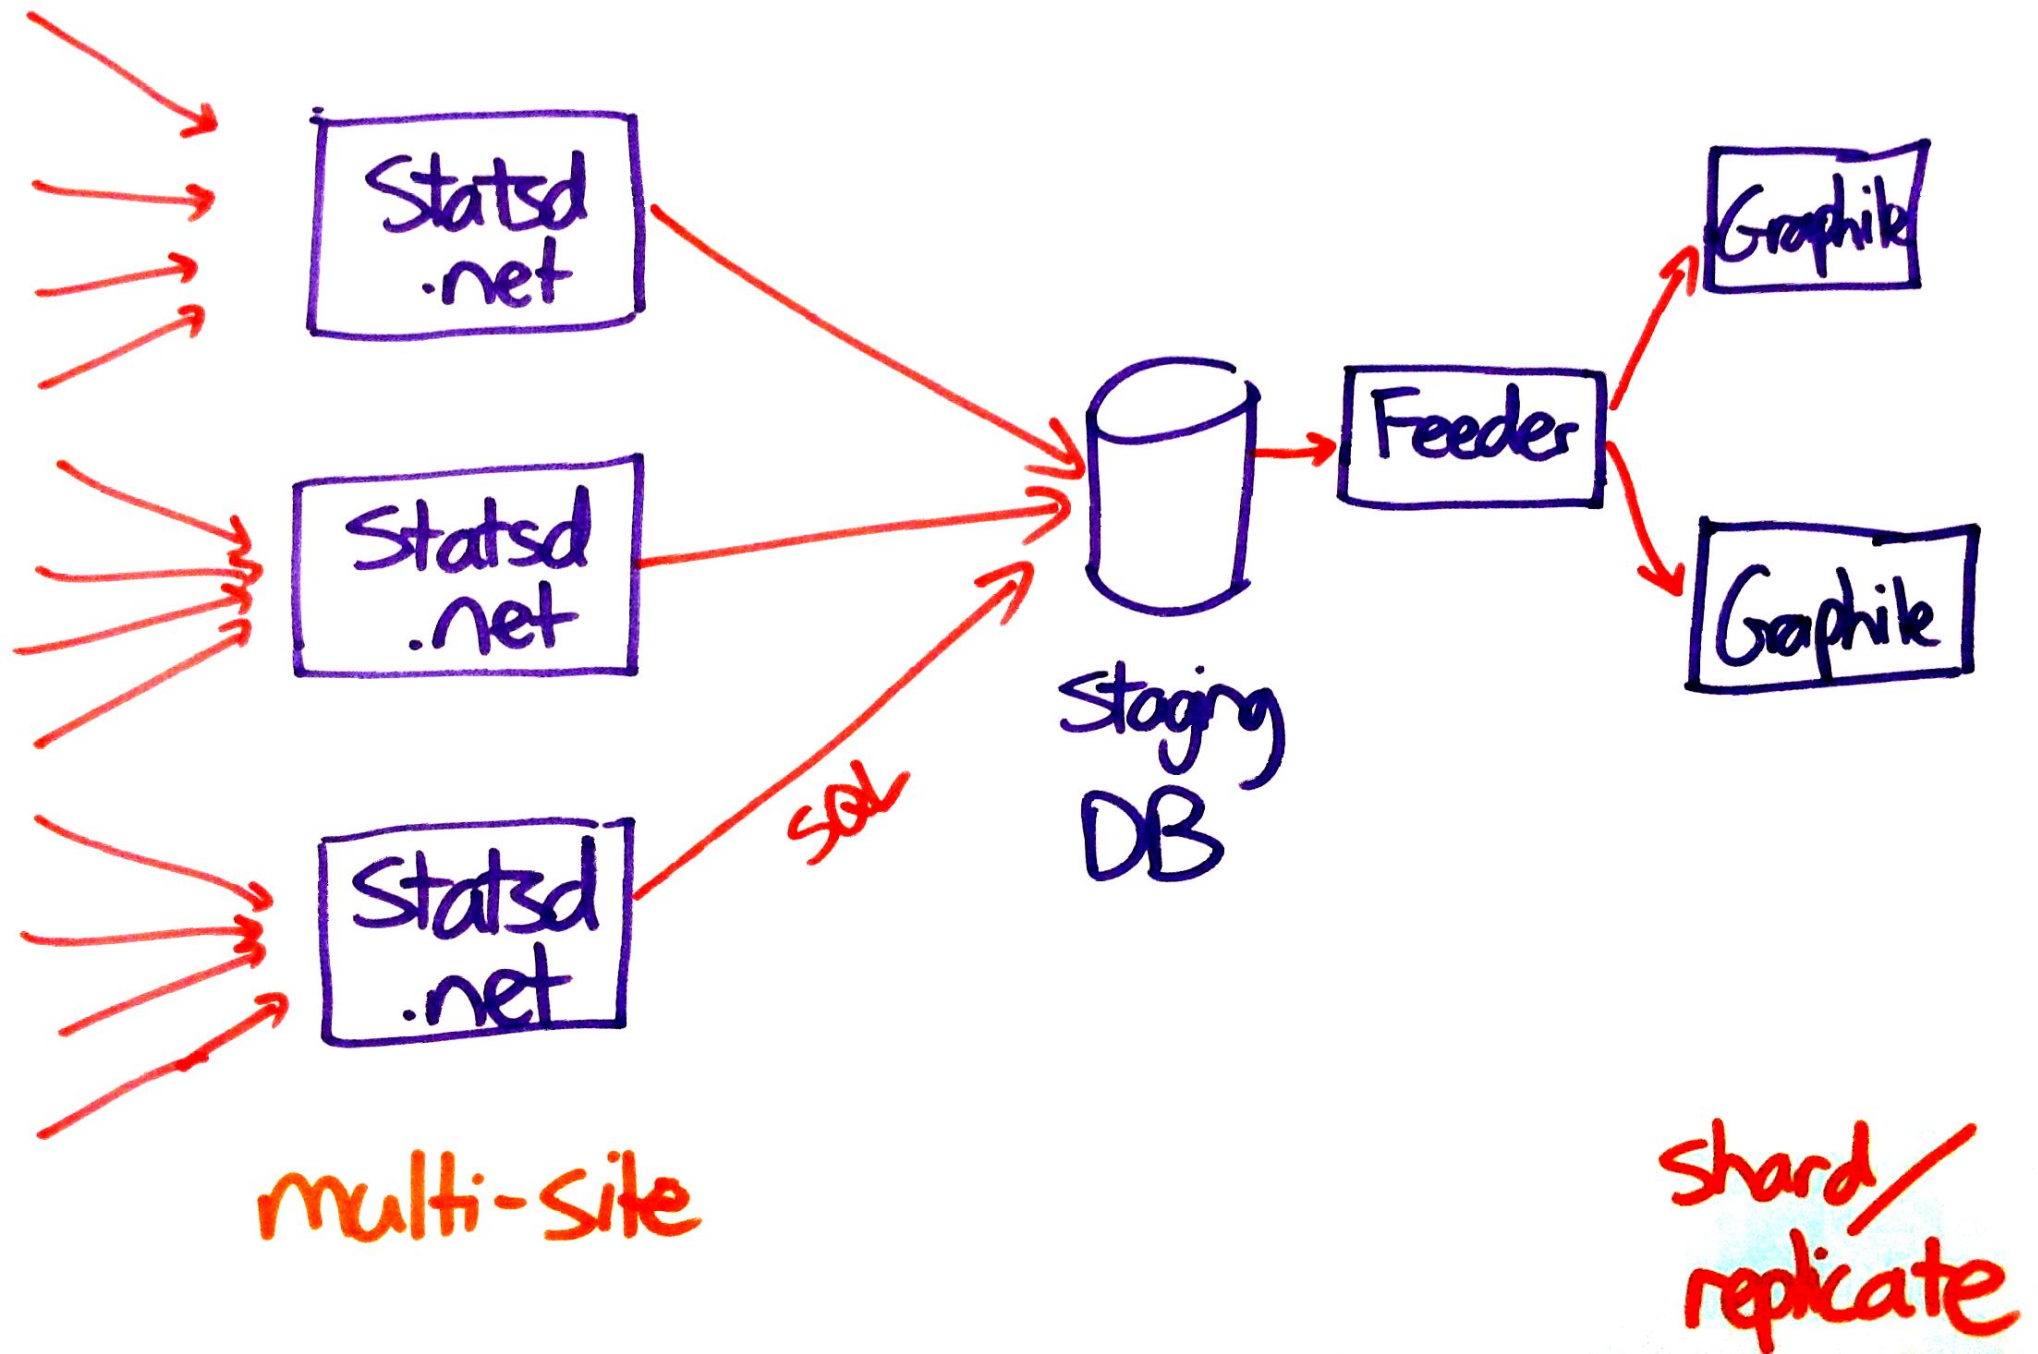 Statsd
.net
Statsd
.net
Statsd
.net
multi-site
SQL
Staging
DB
Feeder
Graphite
Graphite
shard/
replicate